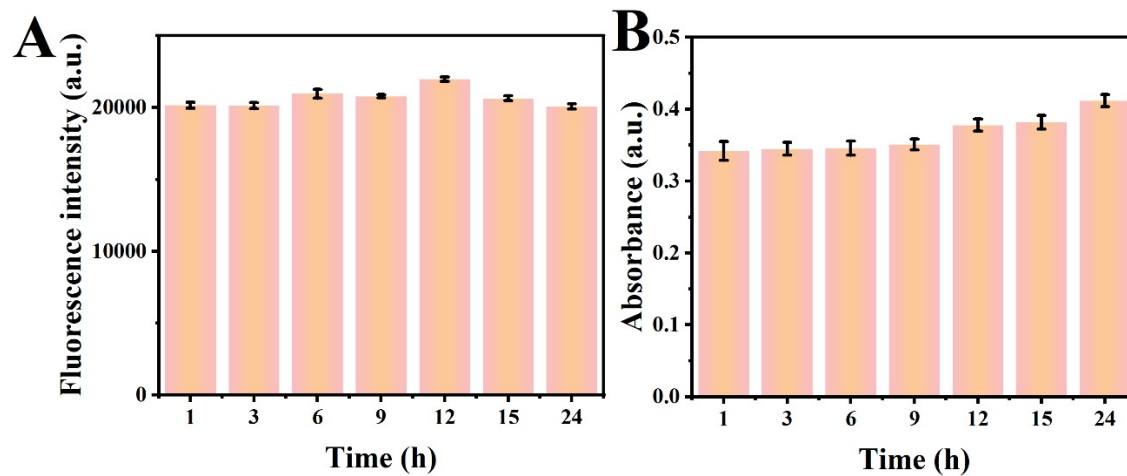 A
Fluorescence intensity (a.u.)
20000
10000
0
1 3 6 9 12 15 24
Time (h)
B
Absorbance (a.u.)
0.5
0.4
0.3
0.2
0.1
0.0
1 3 6 9 12 15 24
Time (h)